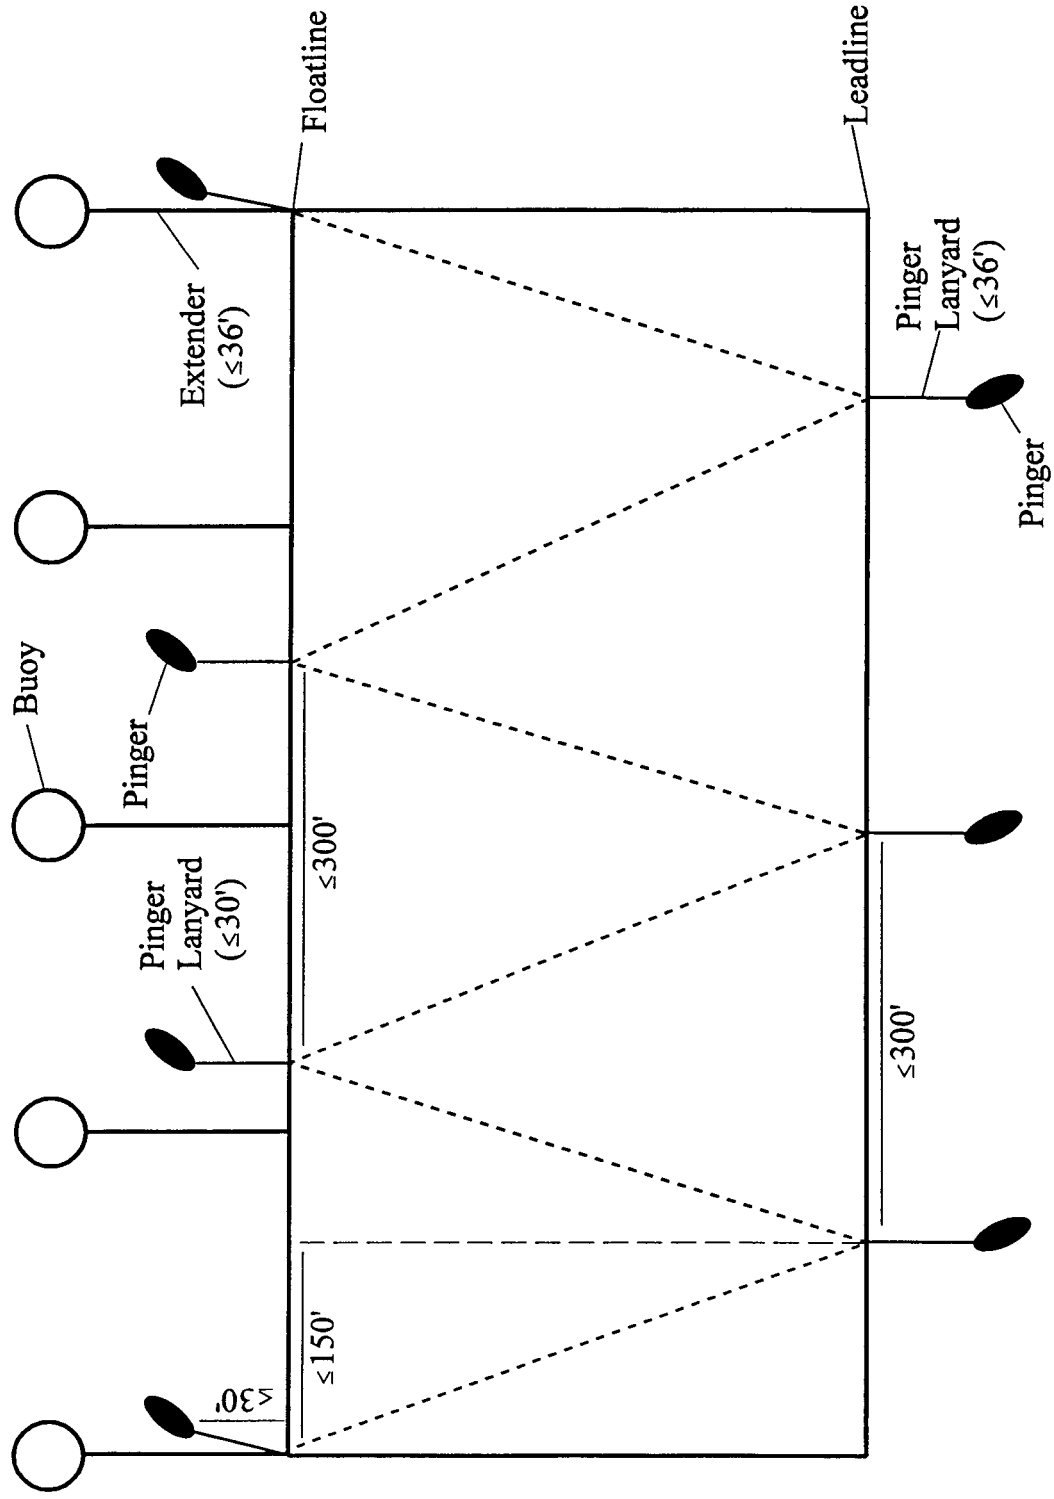 Floatline
Leadline
Extender
(≤36')
Pinger
Lanyard
(≤36')
Pinger
Buoy
Pinger
≤300'
Pinger
Lanyard
(≤30')
≤300'
≤150'
≤30'